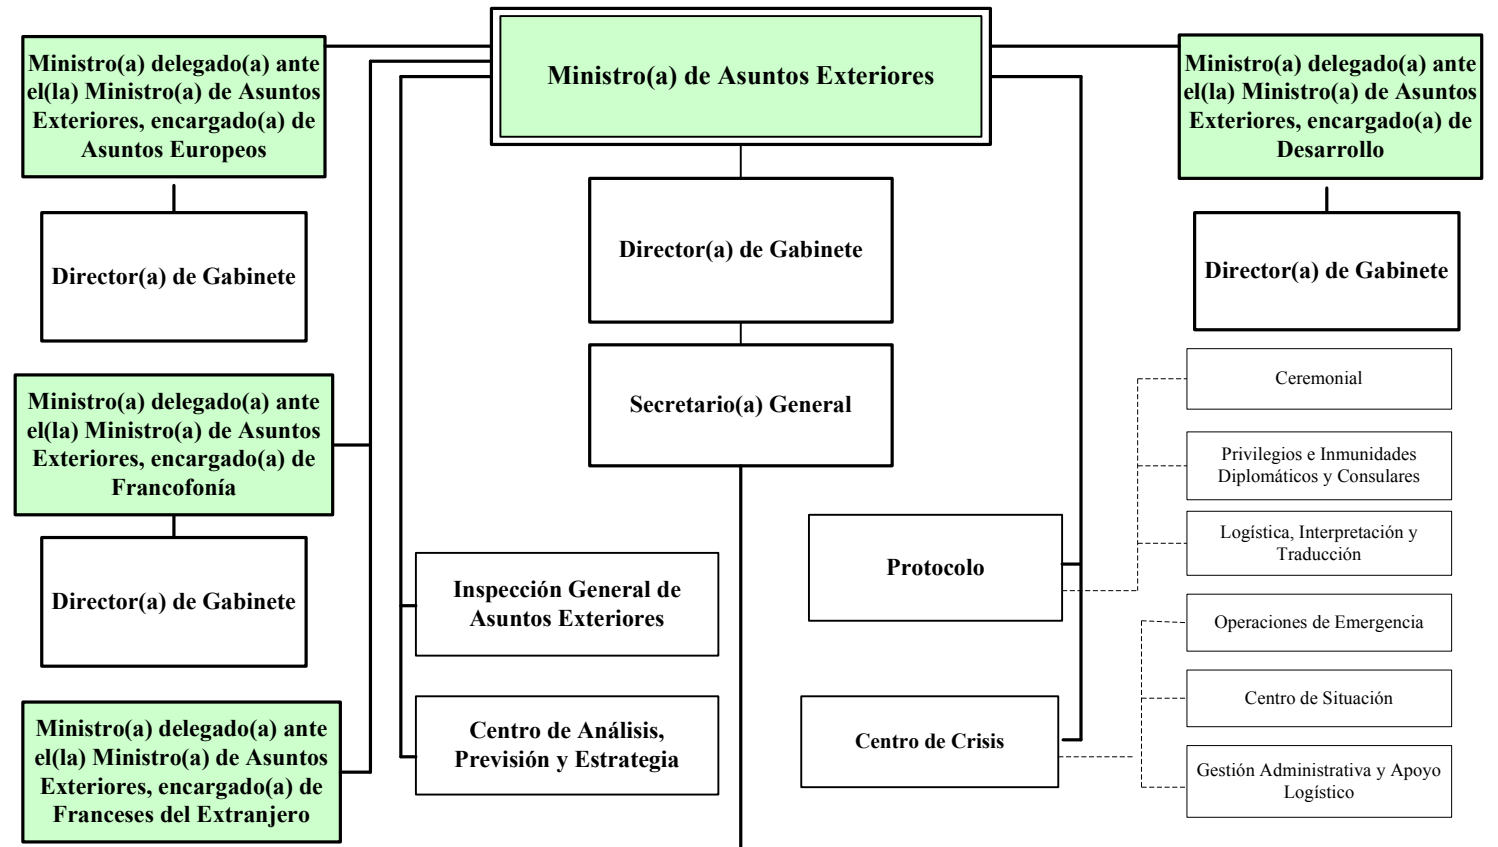 Ministro(a) de Asuntos Exteriores
Ministro(a) delegado(a) ante
el(la) Ministro(a) de Asuntos
Exteriores, encargado(a) de
Asuntos Europeos
Director(a) de Gabinete
Ministro(a) delegado(a) ante
el(la) Ministro(a) de Asuntos
Exteriores, encargado(a) de
Francofonía
Director(a) de Gabinete
Ministro(a) delegado(a) ante
el(la) Ministro(a) de Asuntos
Exteriores, encargado(a) de
Franceses del Extranjero
Director(a) de Gabinete
Secretario(a) General
Inspección General de
Asuntos Exteriores
Centro de Análisis,
Previsión y Estrategia
Protocolo
Centro de Crisis
Ministro(a) delegado(a) ante
el(la) Ministro(a) de Asuntos
Exteriores, encargado(a) de
Desarrollo
Director(a) de Gabinete
Ceremonial
Privilegios e Inmunidades
Diplomáticos y Consulares
Logística, Interpretación y
Traducción
Operaciones de Emergencia
Centro de Situación
Gestión Administrativa y Apoyo
Logístico